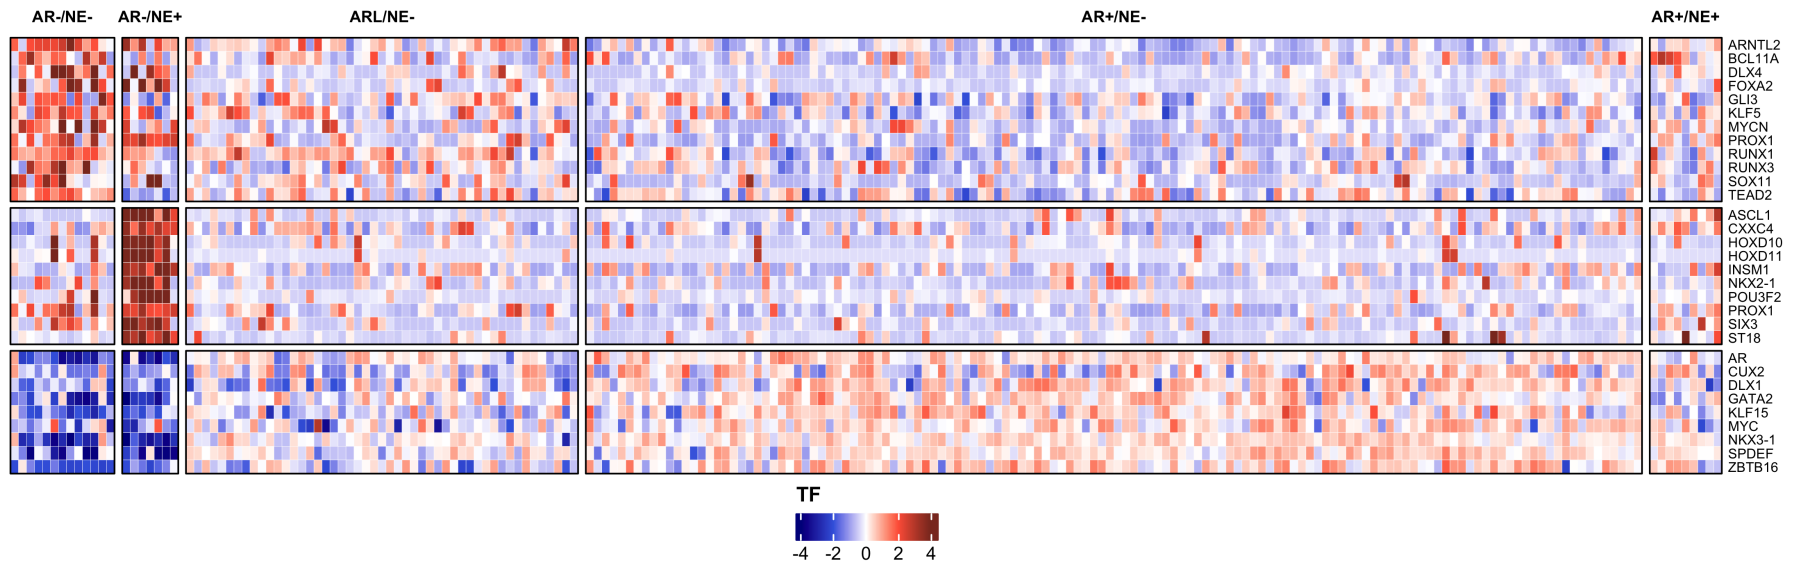 AR-/NE- AR-/NE+ ARL/NE- AR+/NE- AR+/NE+
ARNTL2
BCL11A
DLX4
FOXA2
GLI3
KLF5
MYCN
PROX1
RUNX1
RUNX3
SOX11
TEAD2
ASCL1
CXXC4
HOXD10
HOXD11
INSM1
NKX2-1
POU3F2
PROX1
SIX3
ST18
AR
CUX2
DLX1
GATA2
KLF15
MYC
NKX3-1
SPDEF
ZBTB16
TF
-4 -2 0 2 4